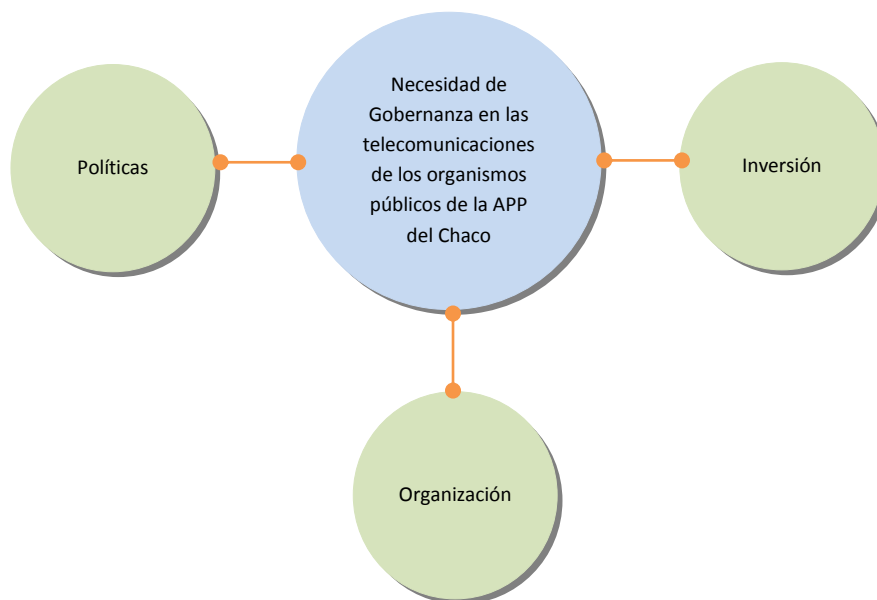 Necesidad de
Gobernanza en las
telecomunicaciones
de los organismos
públicos de la APP
del Chaco
Políticas
Inversión
Organización